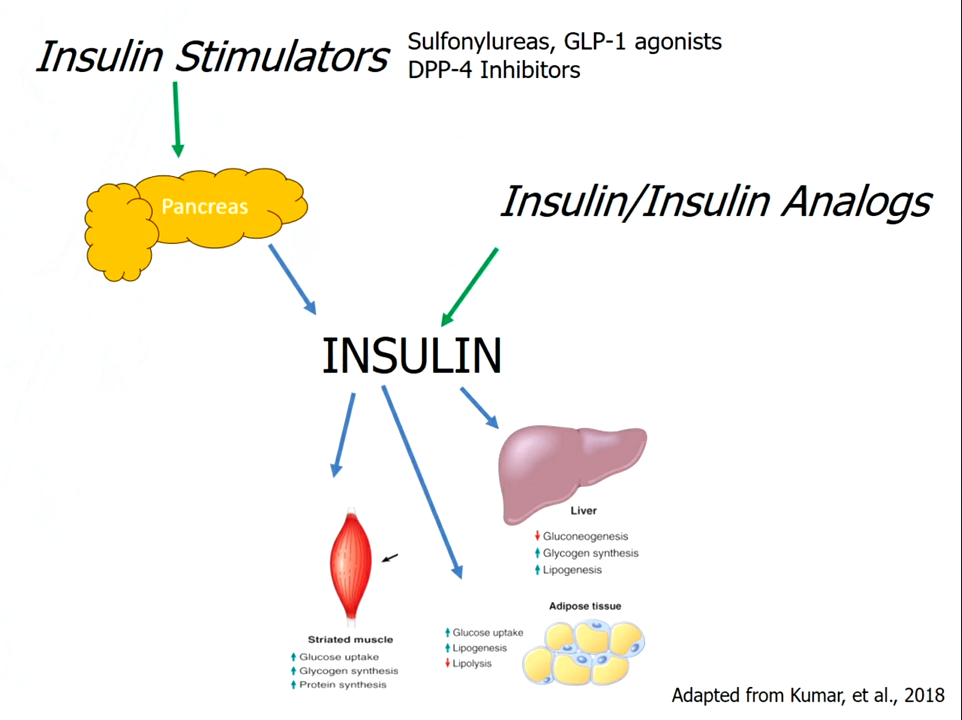 Insulin Stimulators
Sulfonylureas, GLP-1 agonists
DPP-4 Inhibitors
Pancreas
Insulin/Insulin Analogs
INSULIN
Liver
↓ Gluconeogenesis
↑ Glycogen synthesis
↑ Lipogenesis
Striated muscle
↑ Glucose uptake
↑ Glycogen synthesis
↑ Protein synthesis
Adipose tissue
↑ Glucose uptake
↑ Lipogenesis
↓ Lipolysis
Adapted from Kumar, et al., 2018